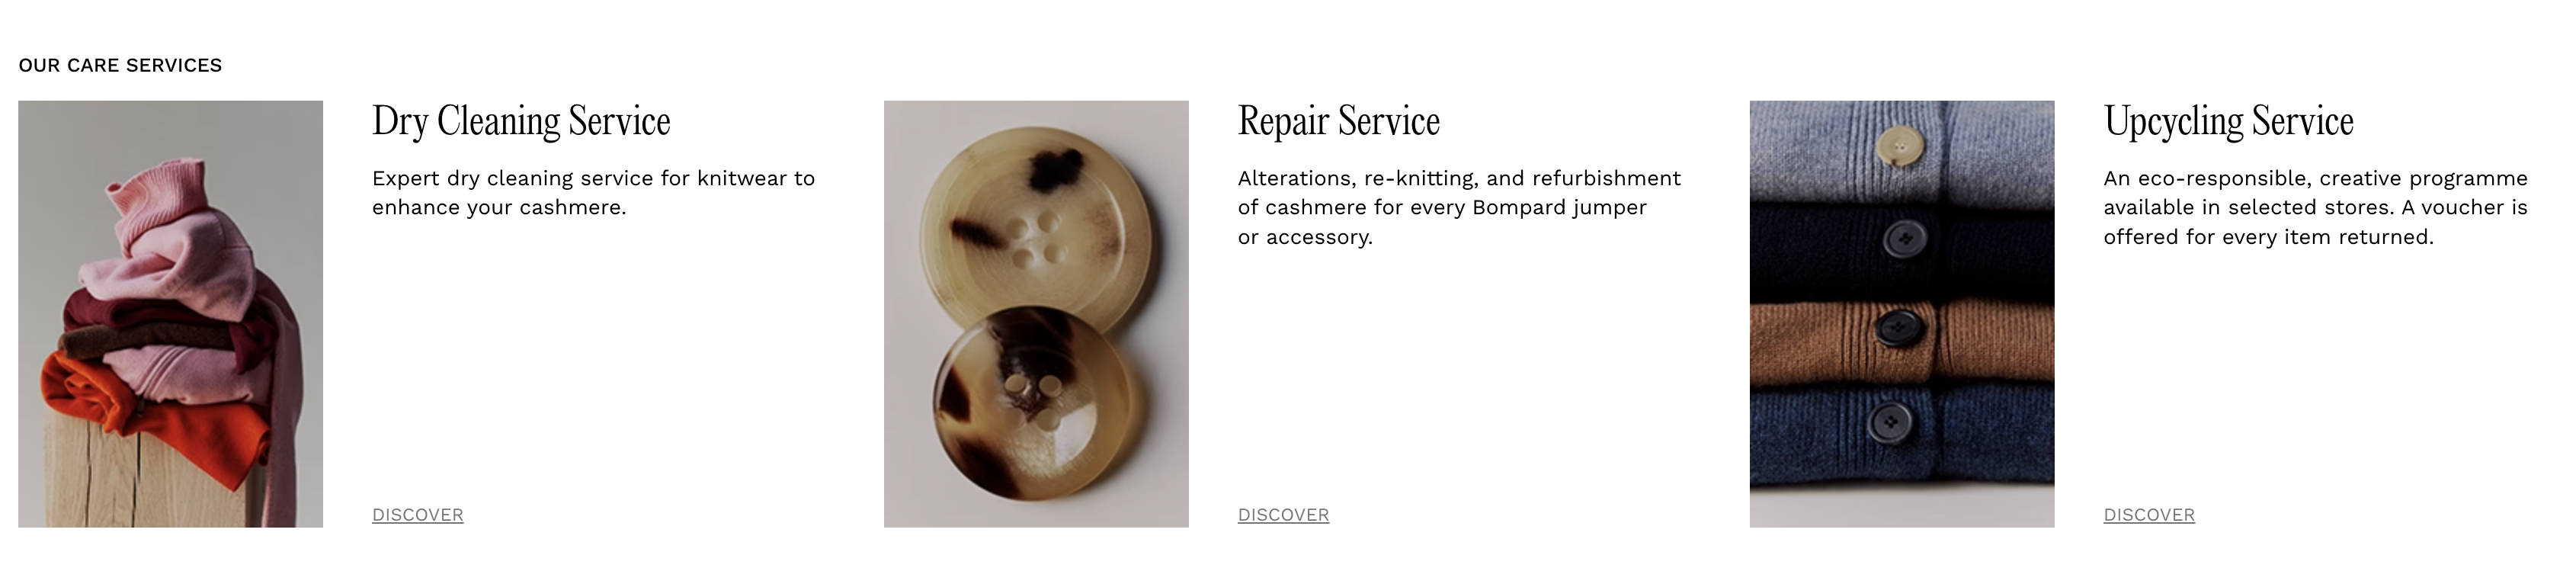 OUR CARE SERVICES
Dry Cleaning Service
Expert dry cleaning service for knitwear to
enhance your cashmere.
DISCOVER
Repair Service
Alterations, re-knitting, and refurbishment
of cashmere for every Bompard jumper
or accessory.
DISCOVER
Upcycling Service
An eco-responsible, creative programme
available in selected stores. A voucher is
offered for every item returned.
DISCOVER